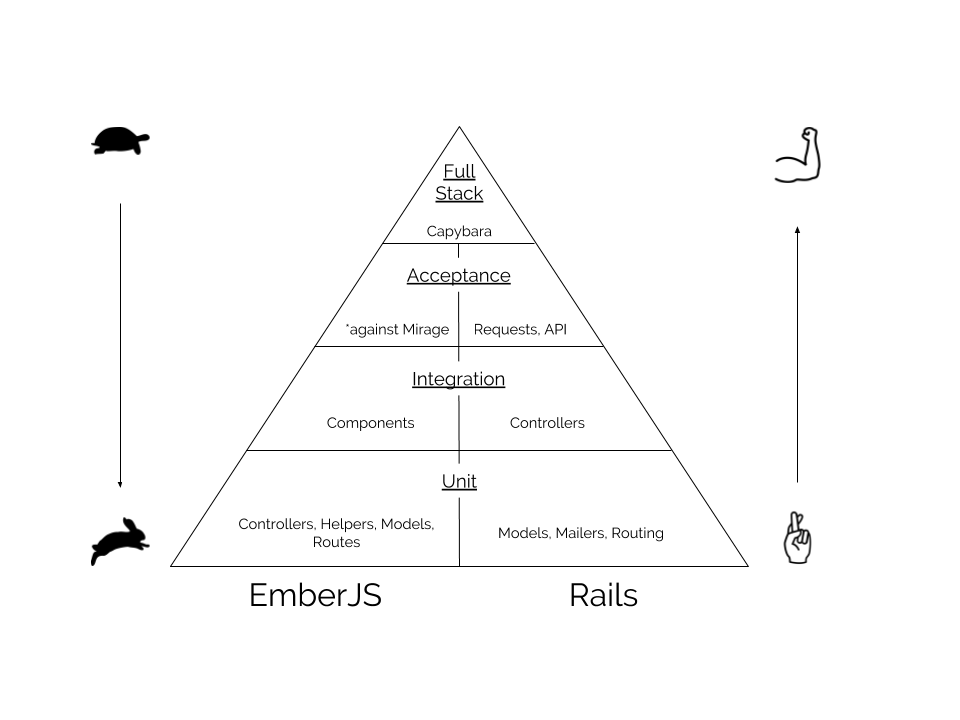 Full
Stack
Capybara
Acceptance
*against Mirage
Requests, API
Integration
Components
Controllers
Unit
Controllers, Helpers, Models,
Routes
Models, Mailers, Routing
EmberJS
Rails